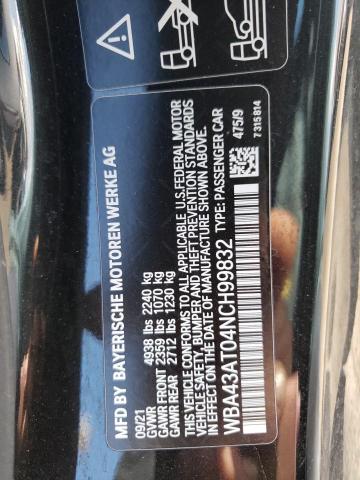 MFD BY BAYERISCHE MOTOREN WERKE AG
09/21
GVWR 4938 lbs 2240 kg
GAWR FRONT 2359 lbs 1070 kg
GAWR REAR 2712 lbs 1230 kg
THIS VEHICLE CONFORMS TO ALL APPLICABLE U.S.FEDERAL MOTOR
VEHICLE SAFETY, BUMPER, AND THEFT PREVENTION STANDARDS
IN EFFECT ON THE DATE OF MANUFACTURE SHOWN ABOVE.
WBA43AT04NCH99832 TYPE: PASSENGER CAR
475/9
7 315 814